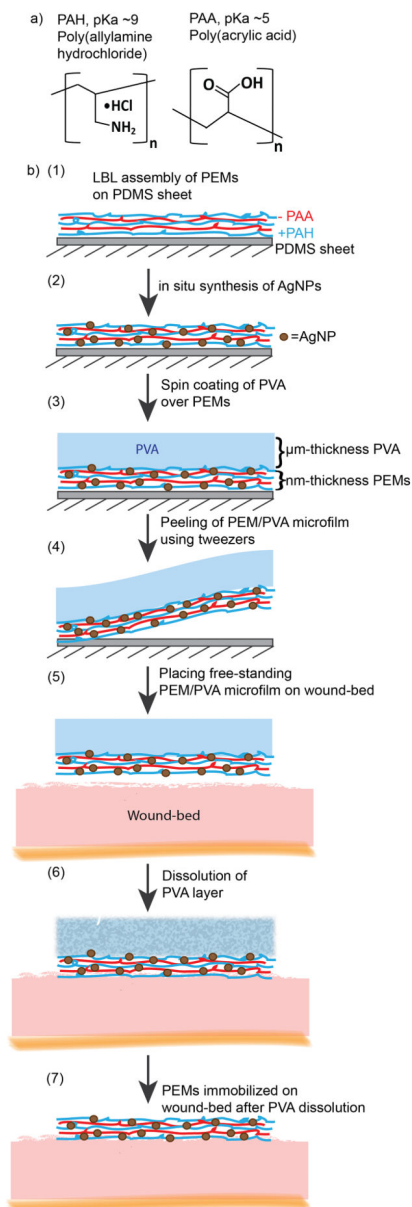 a)
PAH, pKa ~9
Poly(allylamine
hydrochloride)
PAA, pKa ~5
Poly(acrylic acid)
•HCl
NH2
n
O
OH
n
b) (1)
LBL assembly of PEMs
on PDMS sheet
- PAA
+PAH
PDMS sheet
(2)
in situ synthesis of AgNPs
=AgNP
Spin coating of PVA
over PEMs
(3)
PVA
μm-thickness PVA
nm-thickness PEMs
Peeling of PEM/PVA microfilm
using tweezers
(4)
(5)
Placing free-standing
PEM/PVA microfilm on wound-bed
Wound-bed
(6)
Dissolution of
PVA layer
(7)
PEMs immobilized on
wound-bed after PVA dissolution